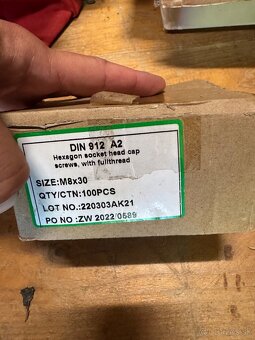 DIN 912 A2
Hexagon socket head cap
screws, with fullthread
SIZE:M8x30
QTY/CTN:100PCS
LOT NO.:220303AK21
PO NO :ZW 2022 0589